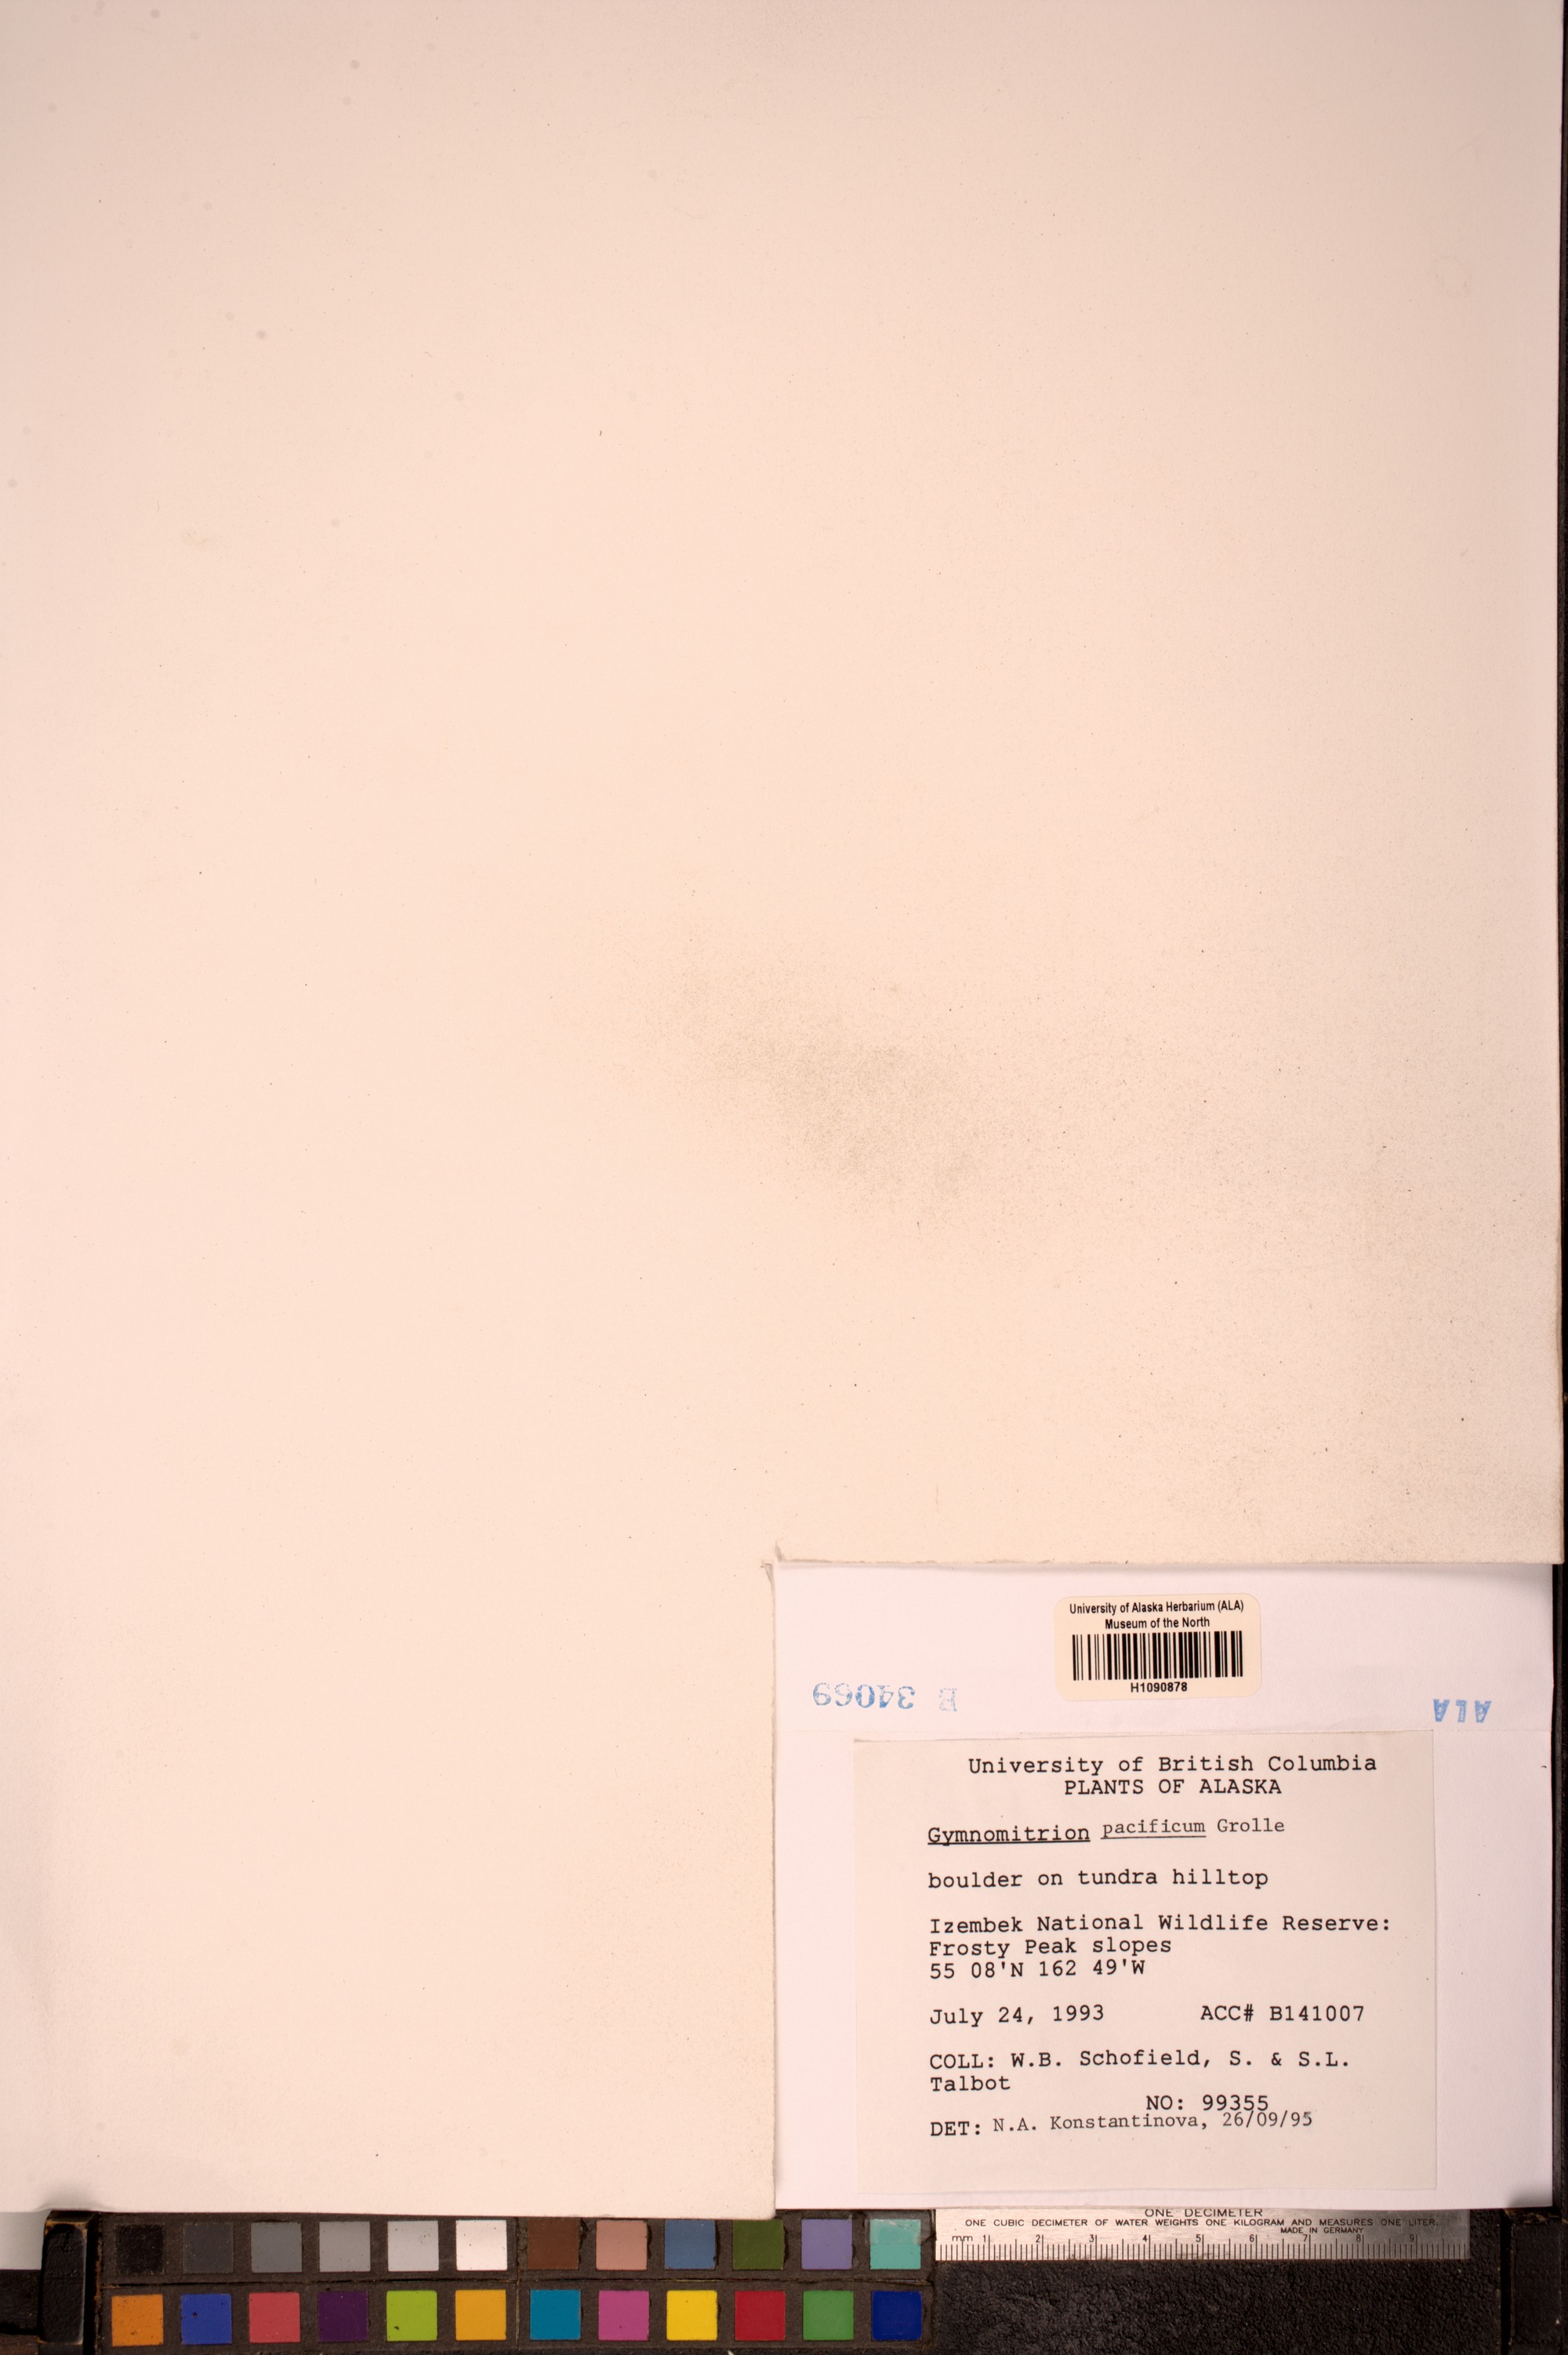 University of Alaska Herbarium (ALA)
Museum of the North
H1090878
B 34069
ALA
University of British Columbia
PLANTS OF ALASKA
Gymnomitrion pacificum Grolle
boulder on tundra hilltop
Izembek National Wildlife Reserve:
Frosty Peak slopes
55 08'N 162 49'W
July 24, 1993 ACC# B141007
COLL: W.B. Schofield, S. & S.L.
Talbot
NO: 99355
DET: N.A. Konstantinova, 26/09/95
ONE DECIMETER
ONE CUBIC DECIMETER OF WATER WEIGHTS ONE KILOGRAM AND MEASURES ONE LITER.
MADE IN GERMANY
mm 1 2 3 4 5 6 7 8 9